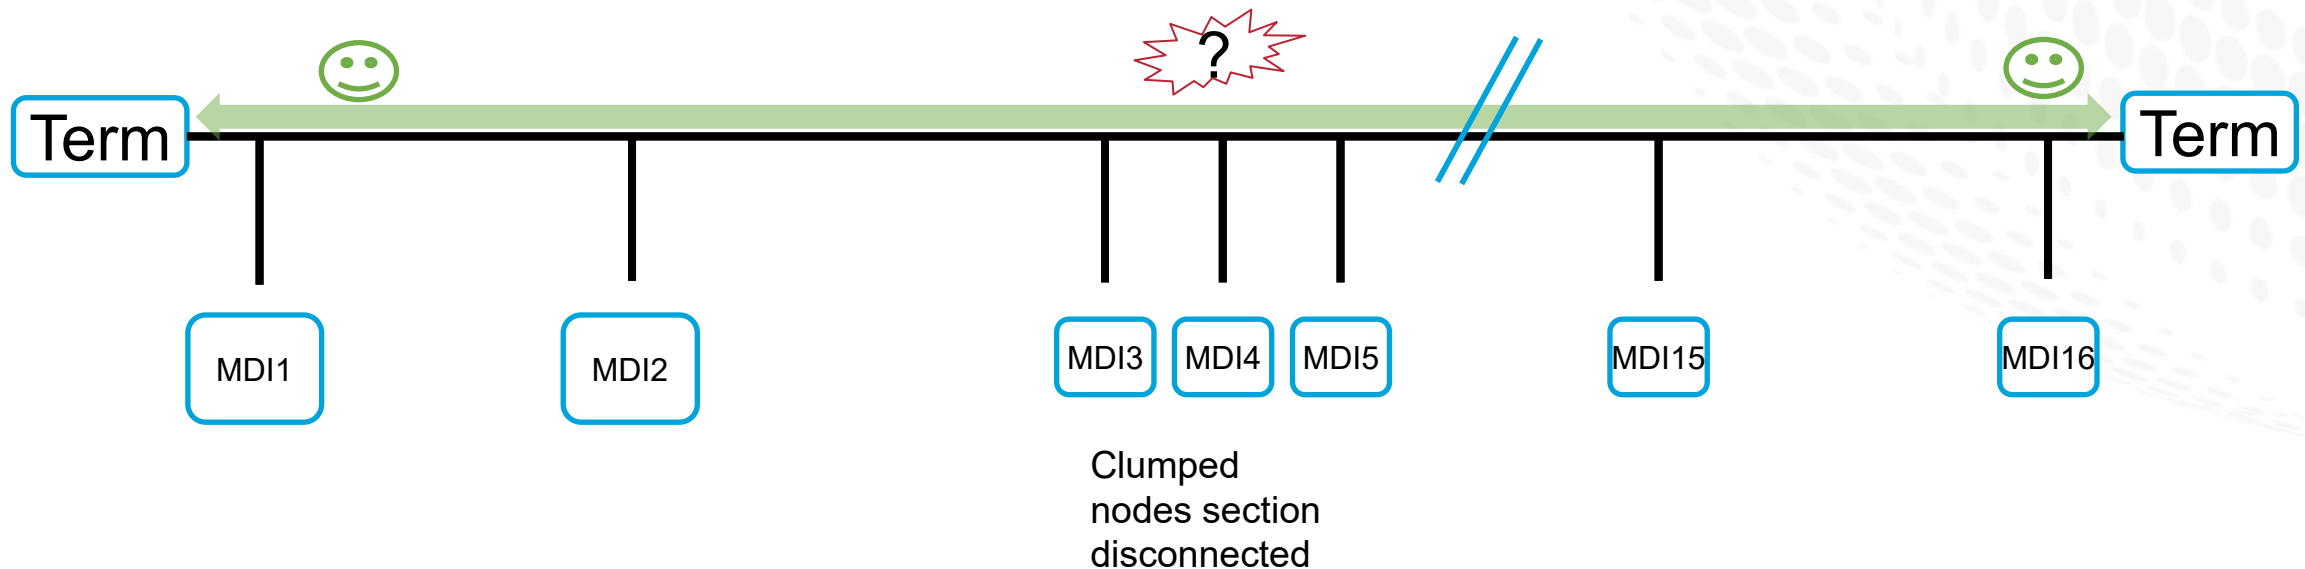 ?
Term
Term
MDI1
MDI2
MDI3
MDI4
MDI5
MDI15
MDI16
Clumped
nodes section
disconnected